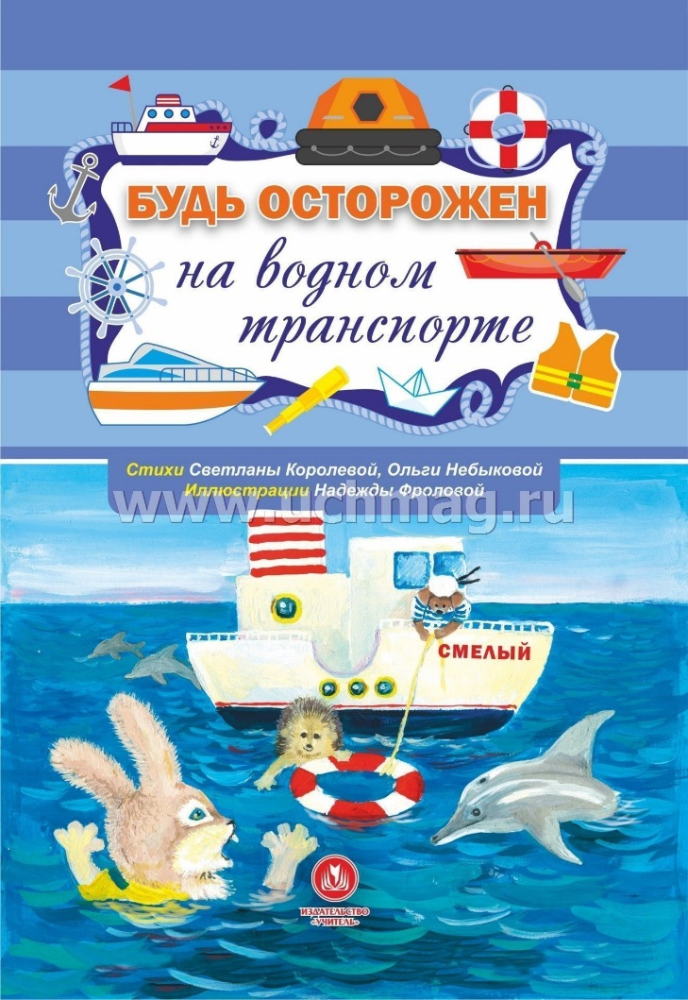 БУДЬ ОСТОРОЖЕН
на водном
транспорте
Стихи Светланы Королевой, Ольги Небыковой
Иллюстрации Надежды Фроловой
www.uchmag.ru
СМЕЛЫЙ
ИЗДАТЕЛЬСТВО
«УЧИТЕЛЬ»